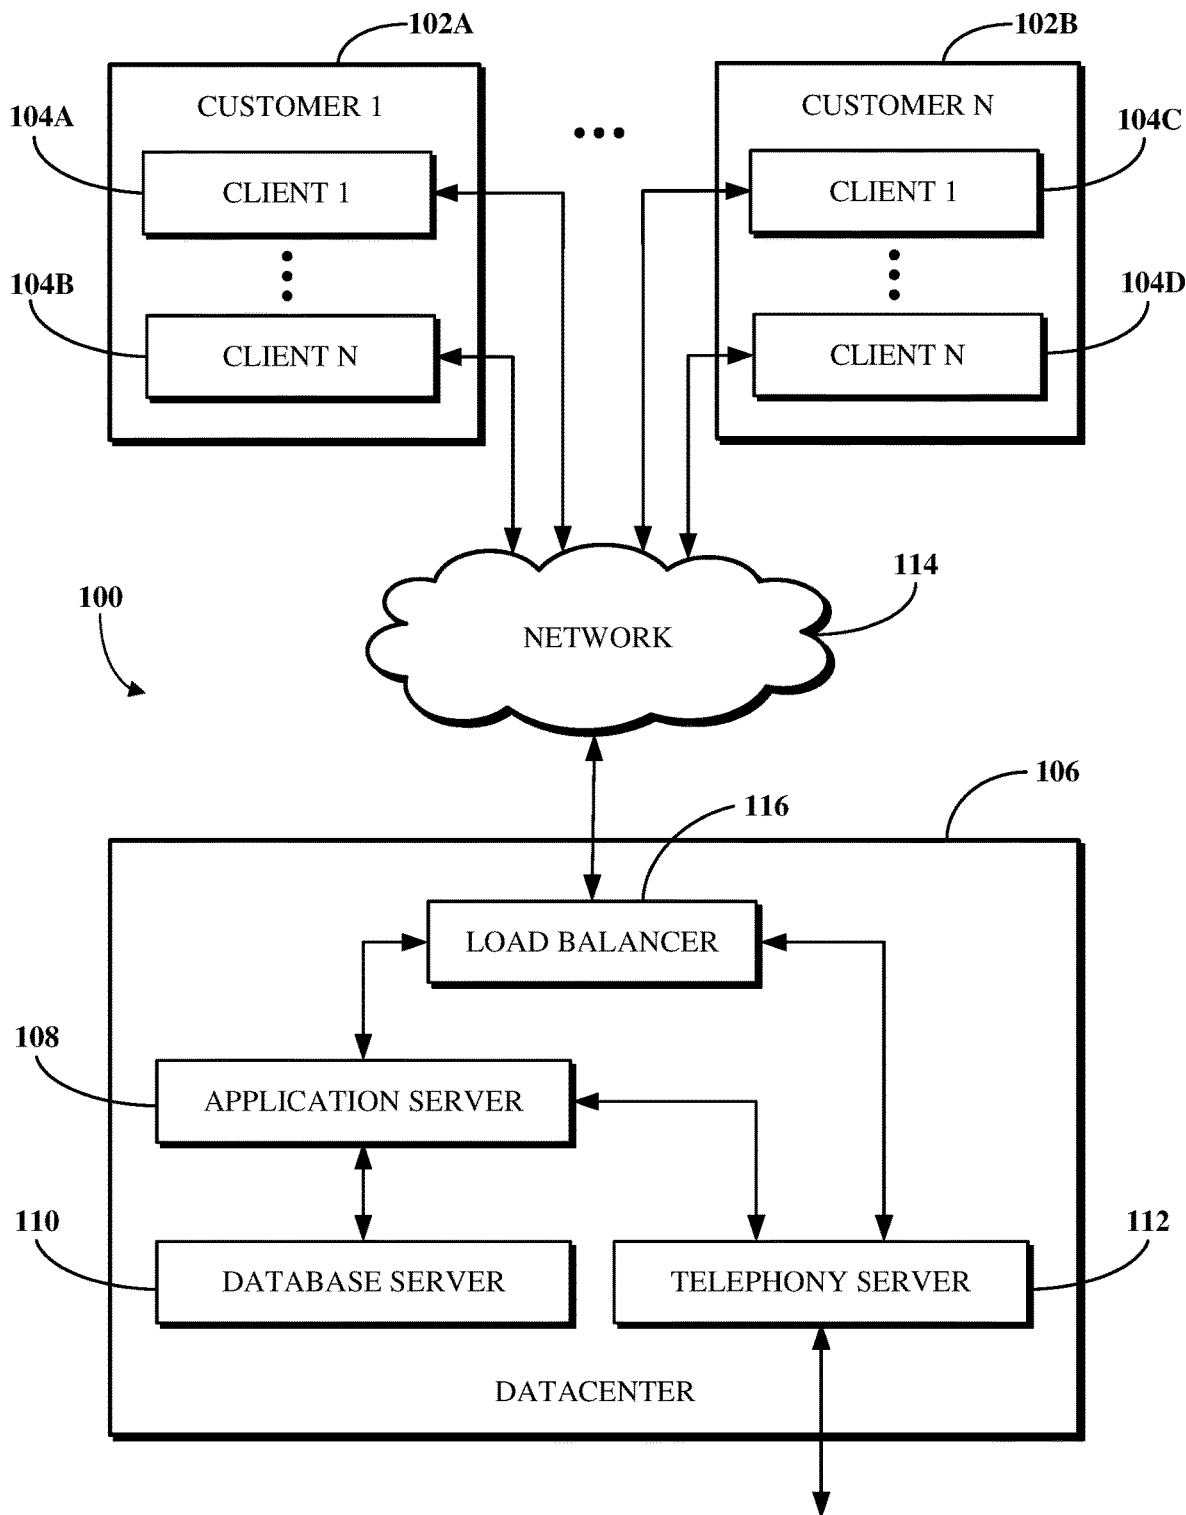 102A
102B
CUSTOMER 1
CUSTOMER N
104A
104C
CLIENT 1
CLIENT 1
104B
104D
CLIENT N
CLIENT N
114
100
NETWORK
106
116
LOAD BALANCER
108
APPLICATION SERVER
110
112
DATABASE SERVER
TELEPHONY SERVER
DATACENTER